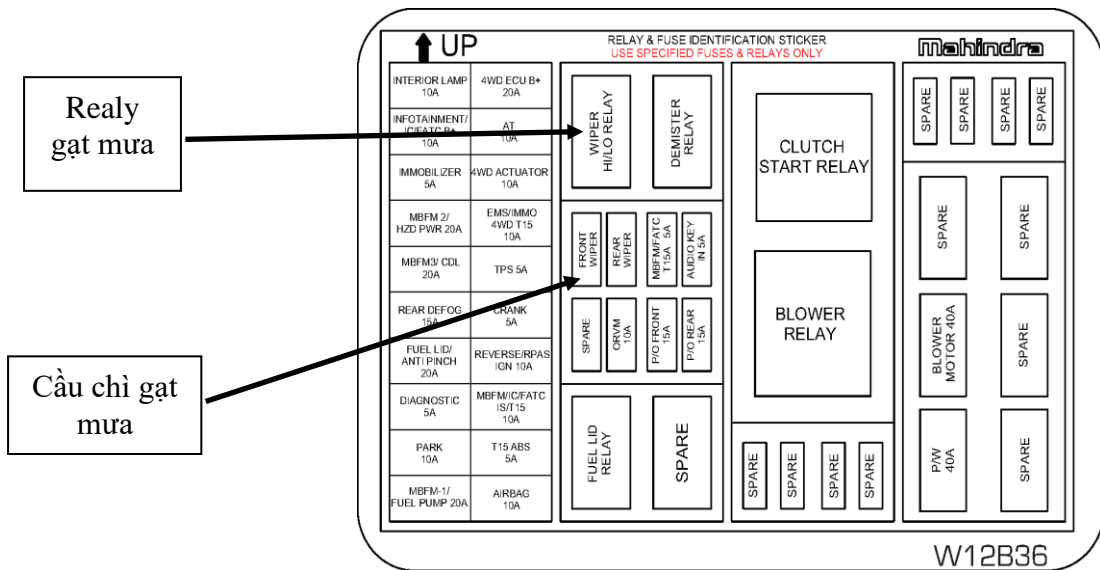 UP
RELAY & FUSE IDENTIFICATION STICKER
USE SPECIFIED FUSES & RELAYS ONLY
Mahindra
Realy
gạt mưa
Cầu chì gạt
mưa
INTERIOR LAMP
10A
4WD ECU B+
20A
INFOTAINMENT/
IC/FATC B+
10A
AT
10A
IMMOBILIZER
5A
4WD ACTUATOR
10A
MBFM 2/
HZD PWR 20A
EMS/IMMO
4WD T15
10A
MBFM3/ CDL
20A
TPS 5A
REAR DEFOG
15A
CRANK
5A
FUEL LID/
ANTI PINCH
20A
REVERSE/RPAS
IGN 10A
DIAGNOSTIC
5A
MBFM/IC/FATC
IS/T15
10A
PARK
10A
T15 ABS
5A
MBFM-1/
FUEL PUMP 20A
AIRBAG
10A
WIPER
HI/LO RELAY
DEMISTER
RELAY
FRONT
WIPER
REAR
WIPER
MBFM/FATC
T15A 5A
AUDIO KEY
IN 5A
SPARE
ORVM
10A
P/O FRONT
15A
P/O REAR
15A
FUEL LID
RELAY
SPARE
CLUTCH
START RELAY
BLOWER
RELAY
SPARE
SPARE
SPARE
SPARE
SPARE
SPARE
SPARE
SPARE
SPARE
SPARE
BLOWER
MOTOR 40A
SPARE
P/W
40A
SPARE
W12B36